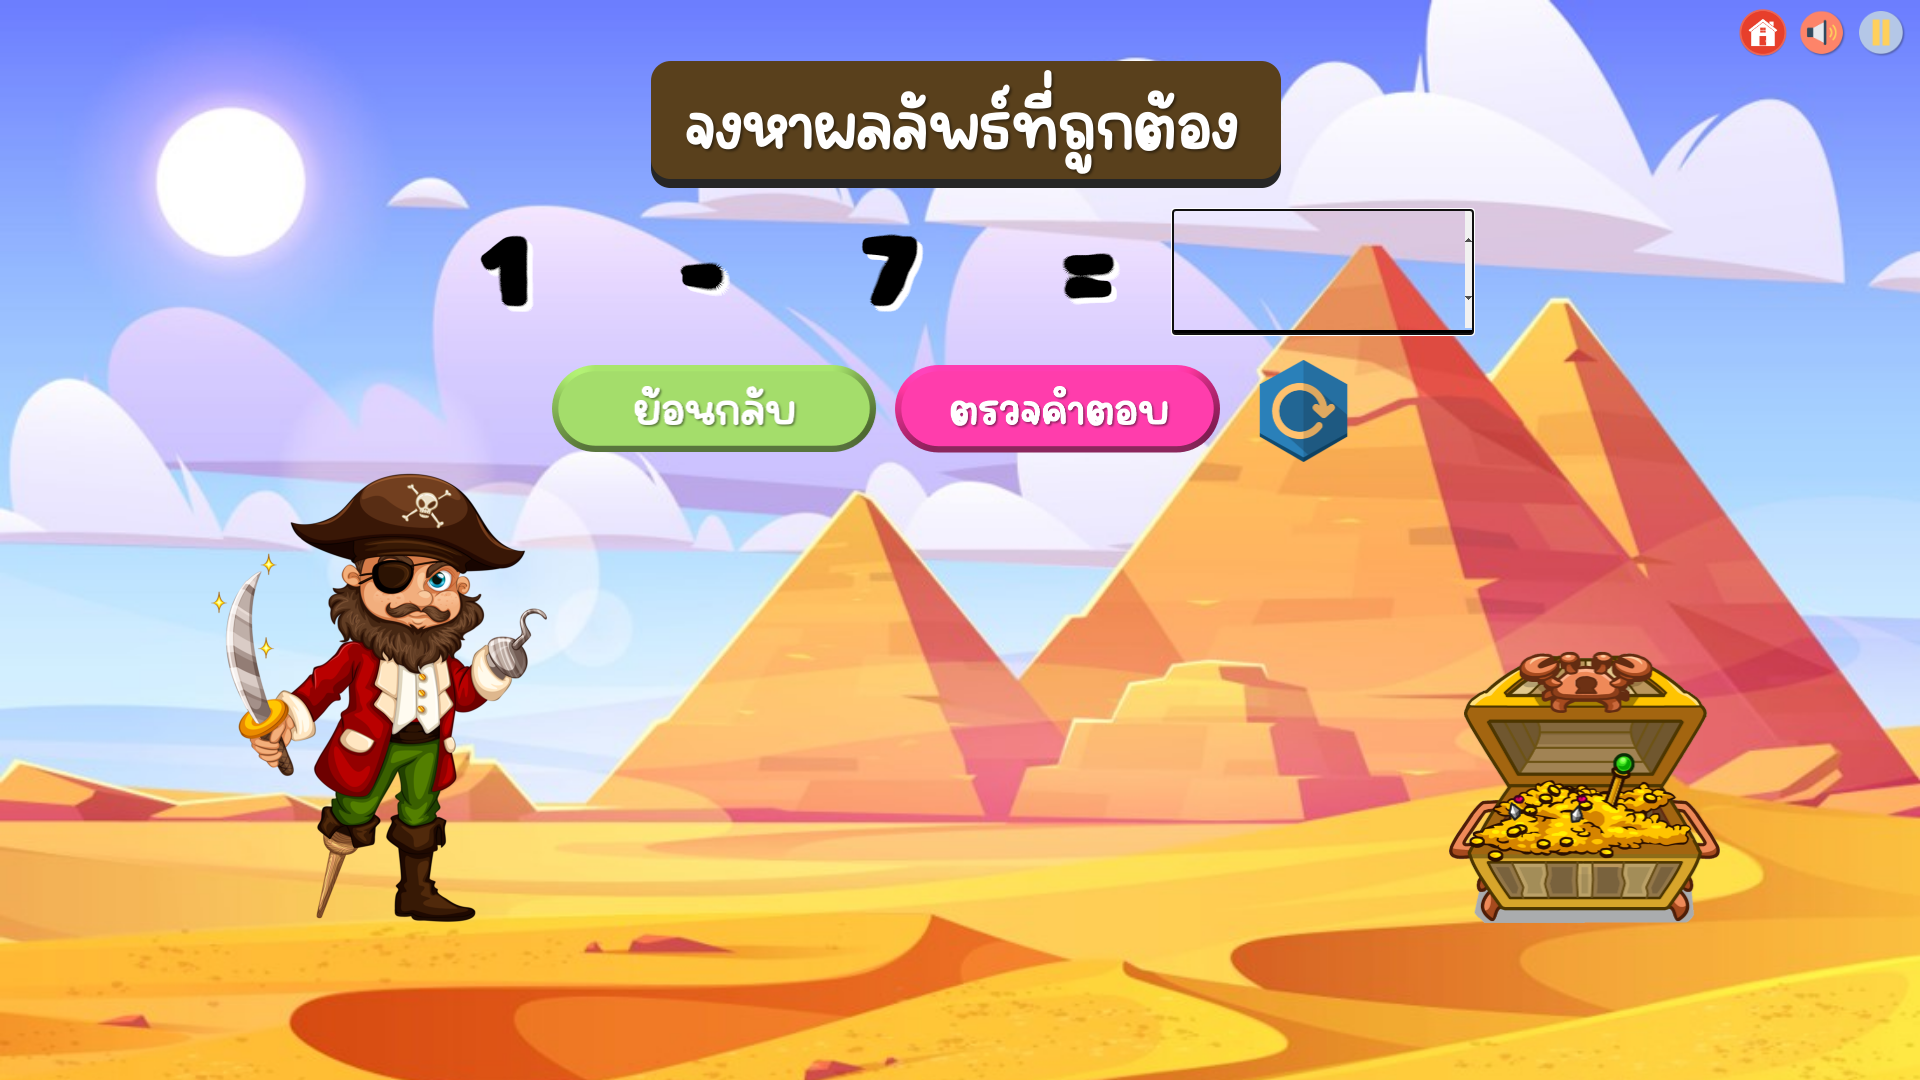 จงหาผลลัพธ์ที่ถูกต้อง
1 - 7 =
ย้อนกลับ ตรวจคำตอบ